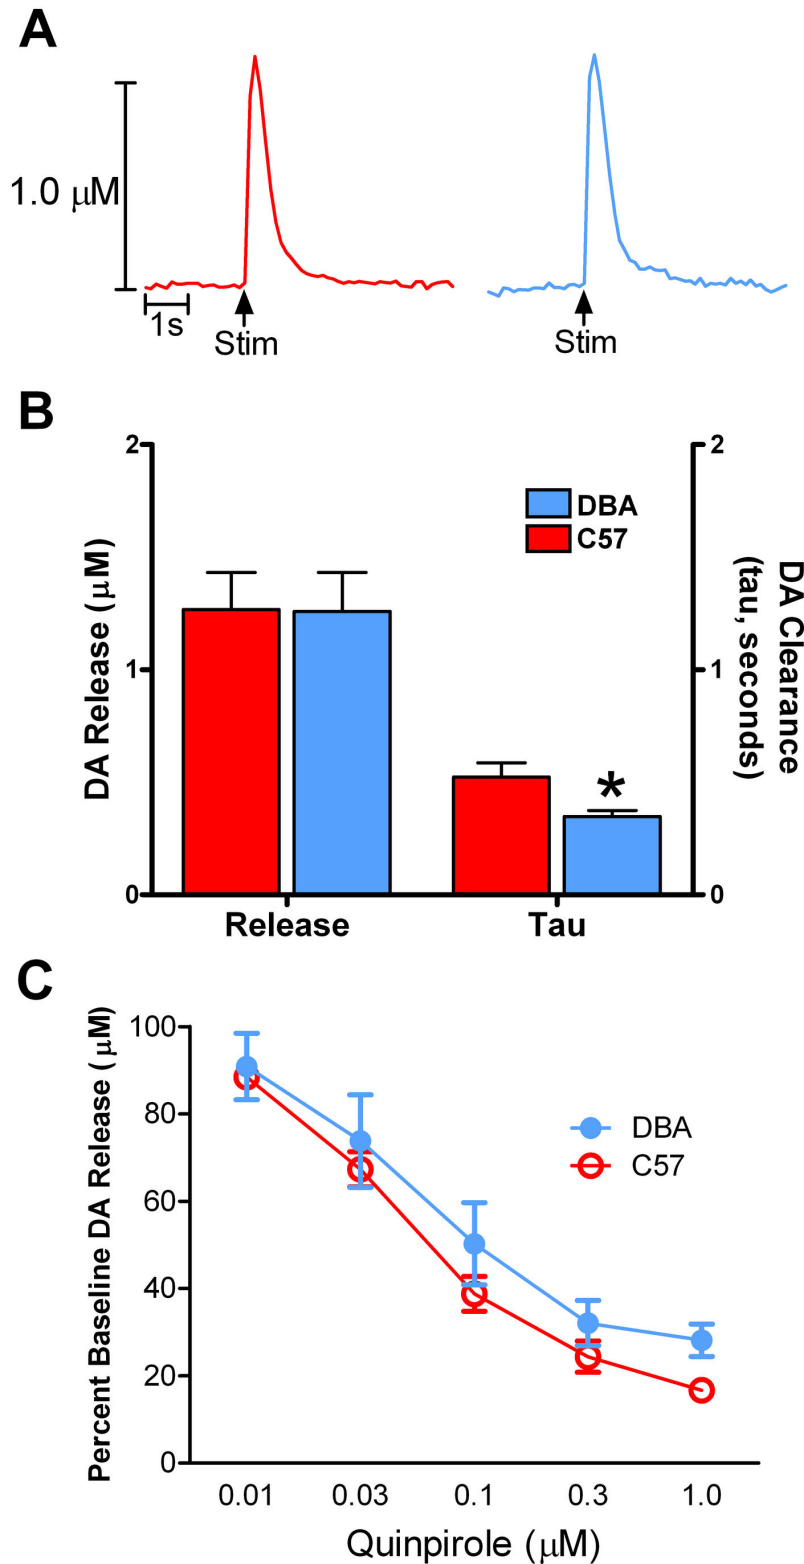 A
1.0 μM
1s
Stim
Stim
B
2
1
0
DA Release (μM)
DBA
C57
*
2
1
0
DA Clearance
(tau, seconds)
Release
Tau
C
100
80
60
40
20
0
Percent Baseline DA Release (μM)
DBA
C57
0.01
0.03
0.1
0.3
1.0
Quinpirole (μM)